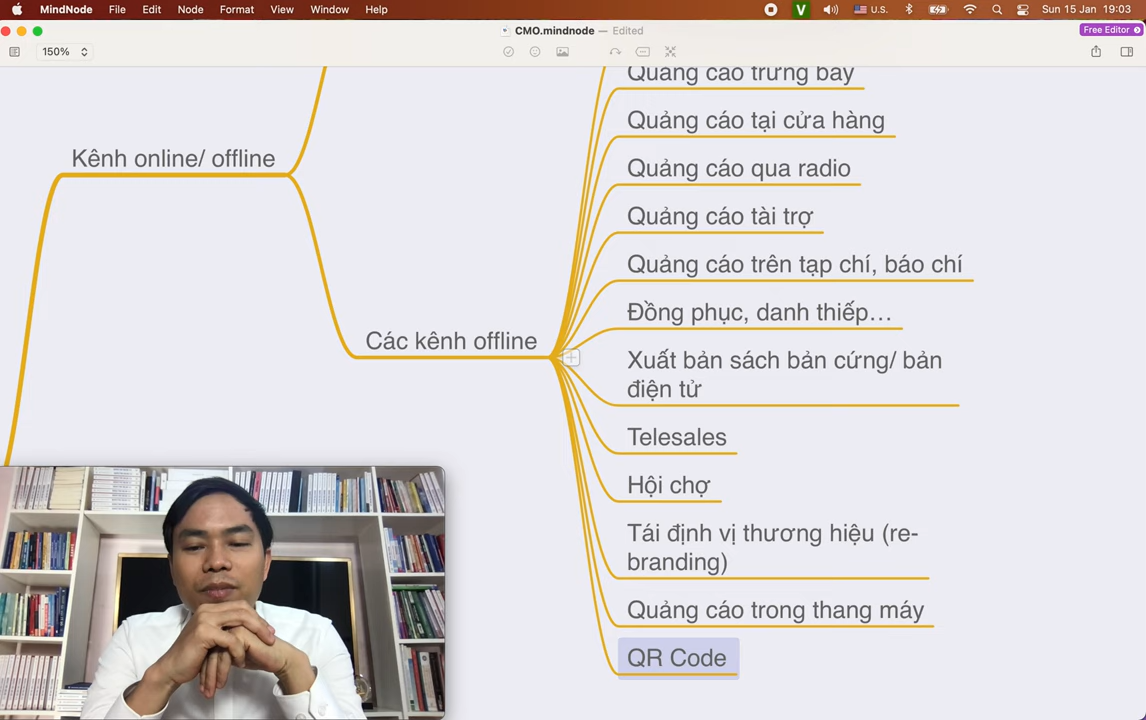 MindNode File Edit Node Format View Window Help V U.S. Sun 15 Jan 19:03
CMO.mindnode — Edited
Free Editor
150%
Quảng cáo trưng bày
Quảng cáo tại cửa hàng
Kênh online/ offline
Quảng cáo qua radio
Quảng cáo tài trợ
Quảng cáo trên tạp chí, báo chí
Đồng phục, danh thiếp…
Các kênh offline
Xuất bản sách bản cứng/ bản
điện tử
Telesales
Hội chợ
Tái định vị thương hiệu (re-
branding)
Quảng cáo trong thang máy
QR Code